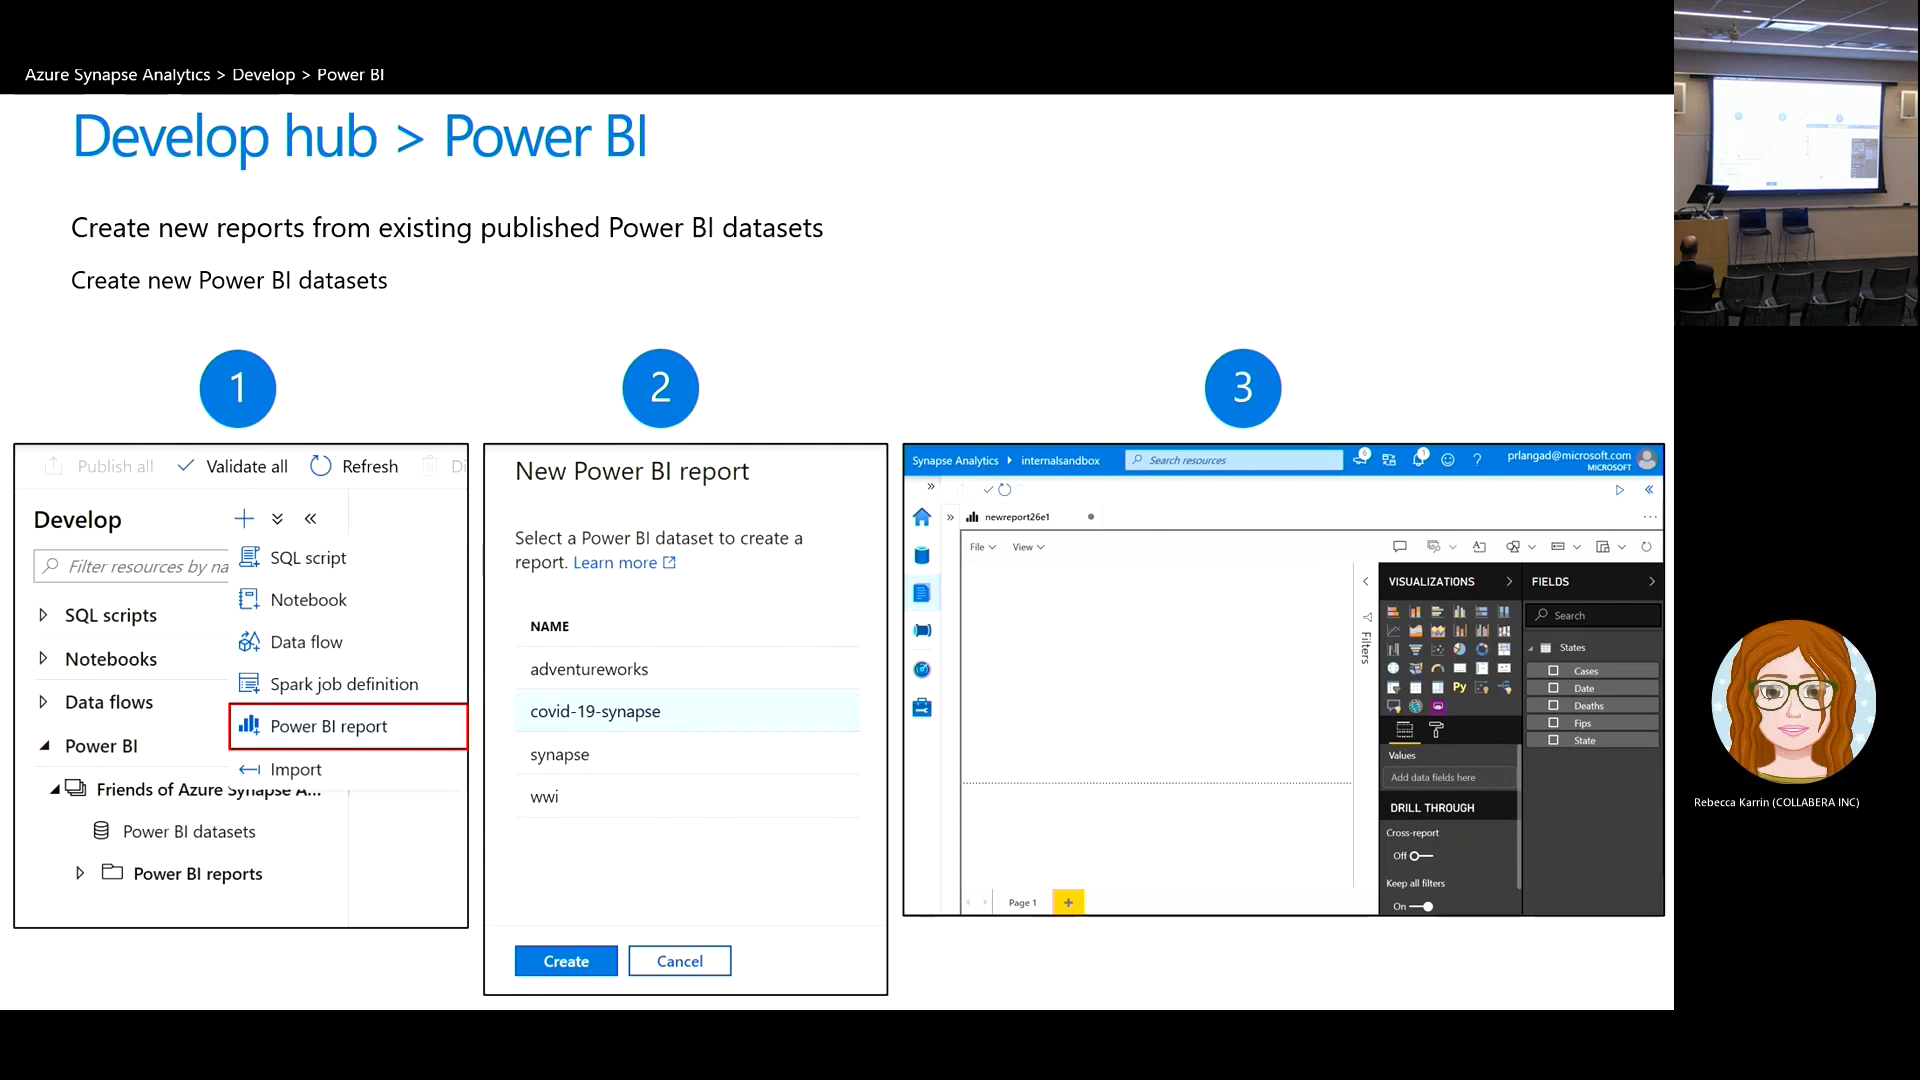 Azure Synapse Analytics > Develop > Power BI
Develop hub > Power BI
Create new reports from existing published Power BI datasets
Create new Power BI datasets
1
2
3
Publish all
Validate all
Refresh
Di
Develop
Filter resources by na
SQL scripts
Notebooks
Data flows
Power BI
Friends of Azure Synapse A...
Power BI datasets
Power BI reports
SQL script
Notebook
Data flow
Spark job definition
Power BI report
Import
New Power BI report
Select a Power BI dataset to create a
report. Learn more
NAME
adventureworks
covid-19-synapse
synapse
wwi
Create
Cancel
Synapse Analytics
internalsandbox
Search resources
6
1
?
prlangad@microsoft.com
MICROSOFT
newreport26e1
File
View
Filters
VISUALIZATIONS
Py
Values
Add data fields here
DRILL THROUGH
Cross-report
Off
Keep all filters
On
FIELDS
Search
States
Cases
Date
Deaths
Fips
State
Page 1
Rebecca Karrin (COLLABERA INC)